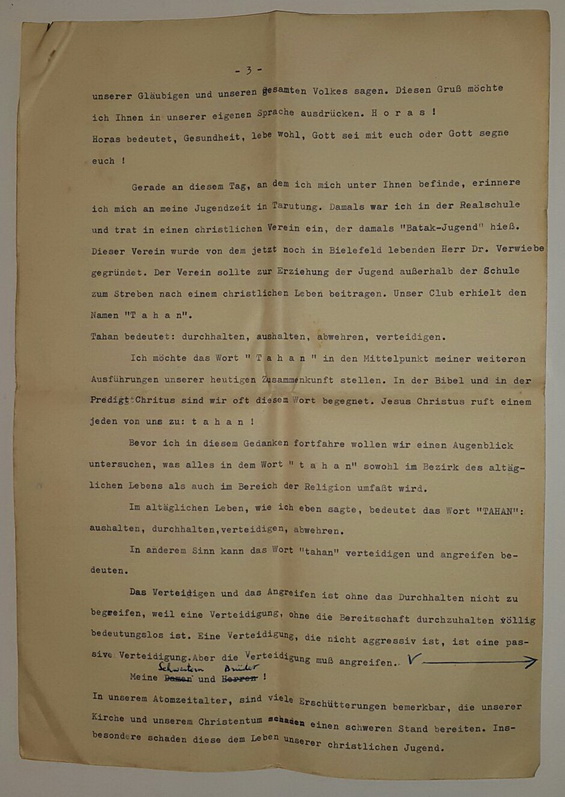 - 3 -
unserer Gläubigen und unseren gesamten Volkes sagen. Diesen Gruß möchte
ich Ihnen in unserer eigenen Sprache ausdrücken. H o r a s !
Horas bedeutet, Gesundheit, lebe wohl, Gott sei mit euch oder Gott segne
euch !
Gerade an diesem Tag, an dem ich mich unter Ihnen befinde, erinnere
ich mich an meine Jugendzeit in Tarutung. Damals war ich in der Realschule
und trat in einen christlichen Verein ein, der damals "Batak-Jugend" hieß.
Dieser Verein wurde von dem jetzt noch in Bielefeld lebenden Herr Dr. Verwiebe
gegründet. Der Verein sollte zur Erziehung der Jugend außerhalb der Schule
zum Streben nach einem christlichen Leben beitragen. Unser Club erhielt den
Namen "T a h a n".
Tahan bedeutet: durchhalten, aushalten, abwehren, verteidigen.
Ich möchte das Wort " T a h a n " in den Mittelpunkt meiner weiteren
Ausführungen unserer heutigen Zusammenkunft stellen. In der Bibel und in der
Predigt Chritus sind wir oft diesem Wort begegnet. Jesus Christus ruft einem
jeden von uns zu: t a h a n !
Bevor ich in diesem Gedanken fortfahre wollen wir einen Augenblick
untersuchen, was alles in dem Wort " t a h a n" sowohl im Bezirk des altäg-
lichen Lebens als auch im Bereich der Religion umfaßt wird.
Im altäglichen Leben, wie ich eben sagte, bedeutet das Wort "TAHAN":
aushalten, durchhalten,verteidigen, abwehren.
In anderem Sinn kann das Wort "tahan" verteidigen und angreifen be-
deuten.
Das Verteidigen und das Angreifen ist ohne das Durchhalten nicht zu
begreifen, weil eine Verteidigung, ohne die Bereitschaft durchzuhalten völlig
bedeutungslos ist. Eine Verteidigung, die nicht aggressiv ist, ist eine pas-
sive Verteidigung.Aber die Verteidigung muß angreifen.
Schwestern Brüder
Meine Damen und Herren !
In unserem Atomzeitalter, sind viele Erschütterungen bemerkbar, die unserer
Kirche und unserem Christentum schaden einen schweren Stand bereiten. Ins-
besondere schaden diese dem Leben unserer christlichen Jugend.